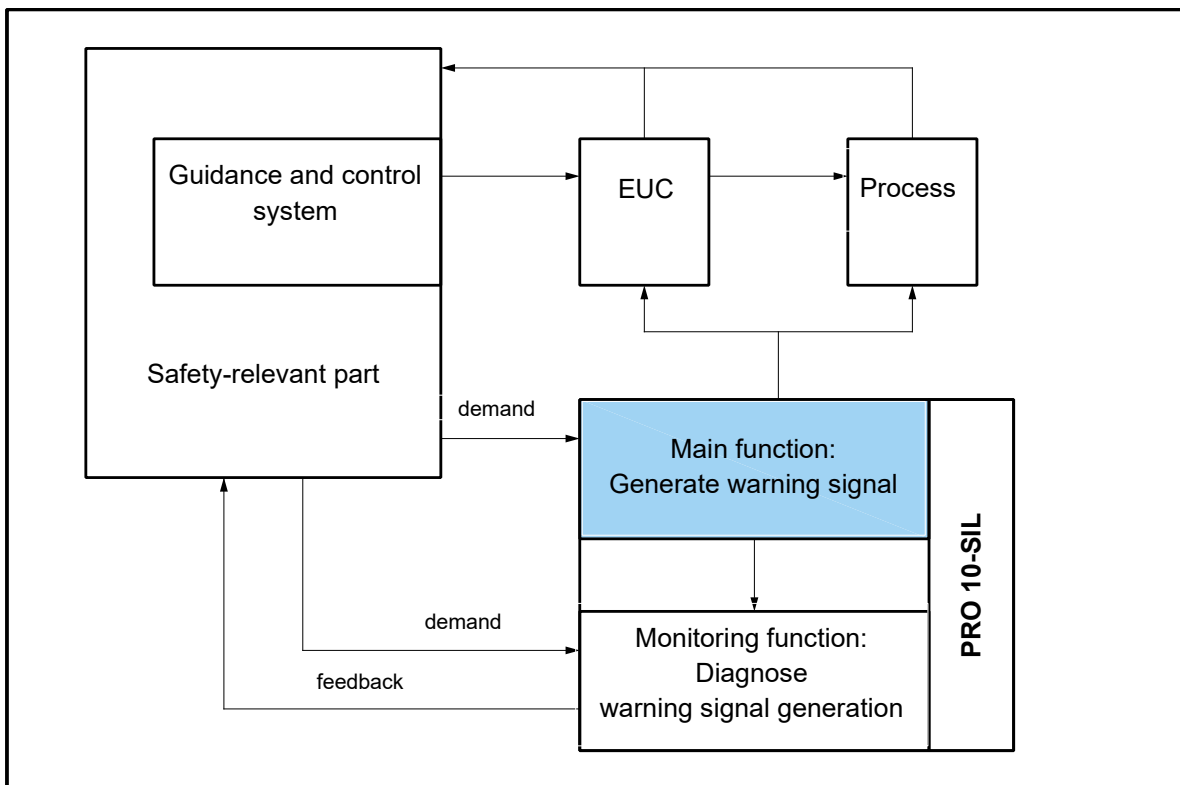 Guidance and control
system
EUC
Process
Safety-relevant part
demand
Main function:
Generate warning signal
PRO 10-SIL
demand
Monitoring function:
Diagnose
warning signal generation
feedback